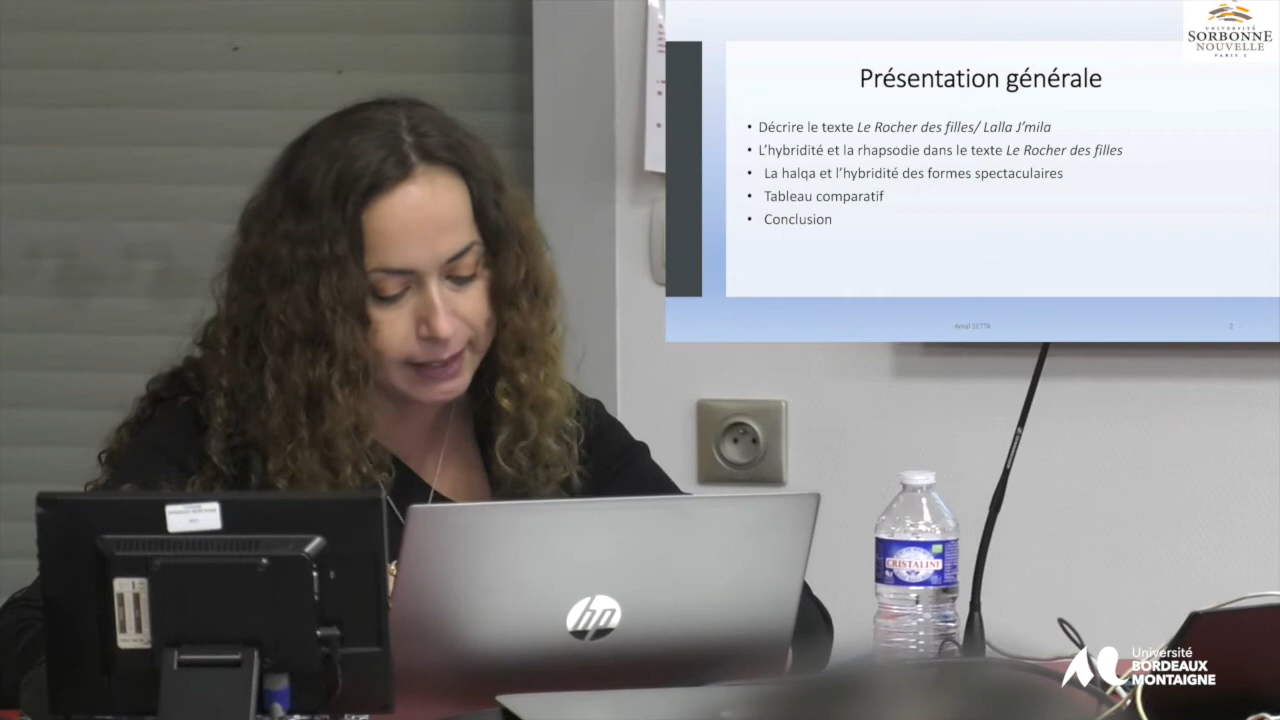 UNIVERSITÉ
SORBONNE
NOUVELLE
PARIS 3
Présentation générale
• Décrire le texte Le Rocher des filles/ Lalla J’mila
• L’hybridité et la rhapsodie dans le texte Le Rocher des filles
• La halqa et l’hybridité des formes spectaculaires
• Tableau comparatif
• Conclusion
Amal SETTA
2
hp
CRISTALINE
Université
BORDEAUX
MONTAIGNE